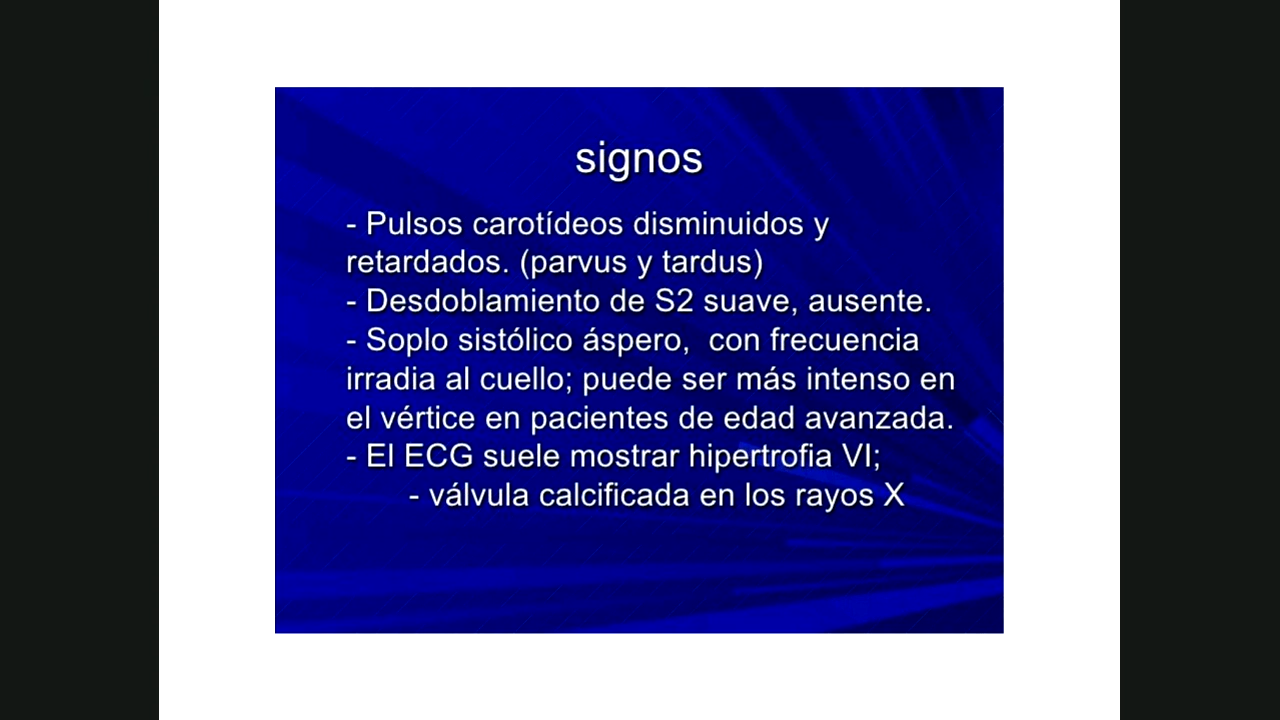 signos
- Pulsos carotídeos disminuidos y
retardados. (parvus y tardus)
- Desdoblamiento de S2 suave, ausente.
- Soplo sistólico áspero,  con frecuencia
irradia al cuello; puede ser más intenso en
el vértice en pacientes de edad avanzada.
- El ECG suele mostrar hipertrofia VI;
- válvula calcificada en los rayos X